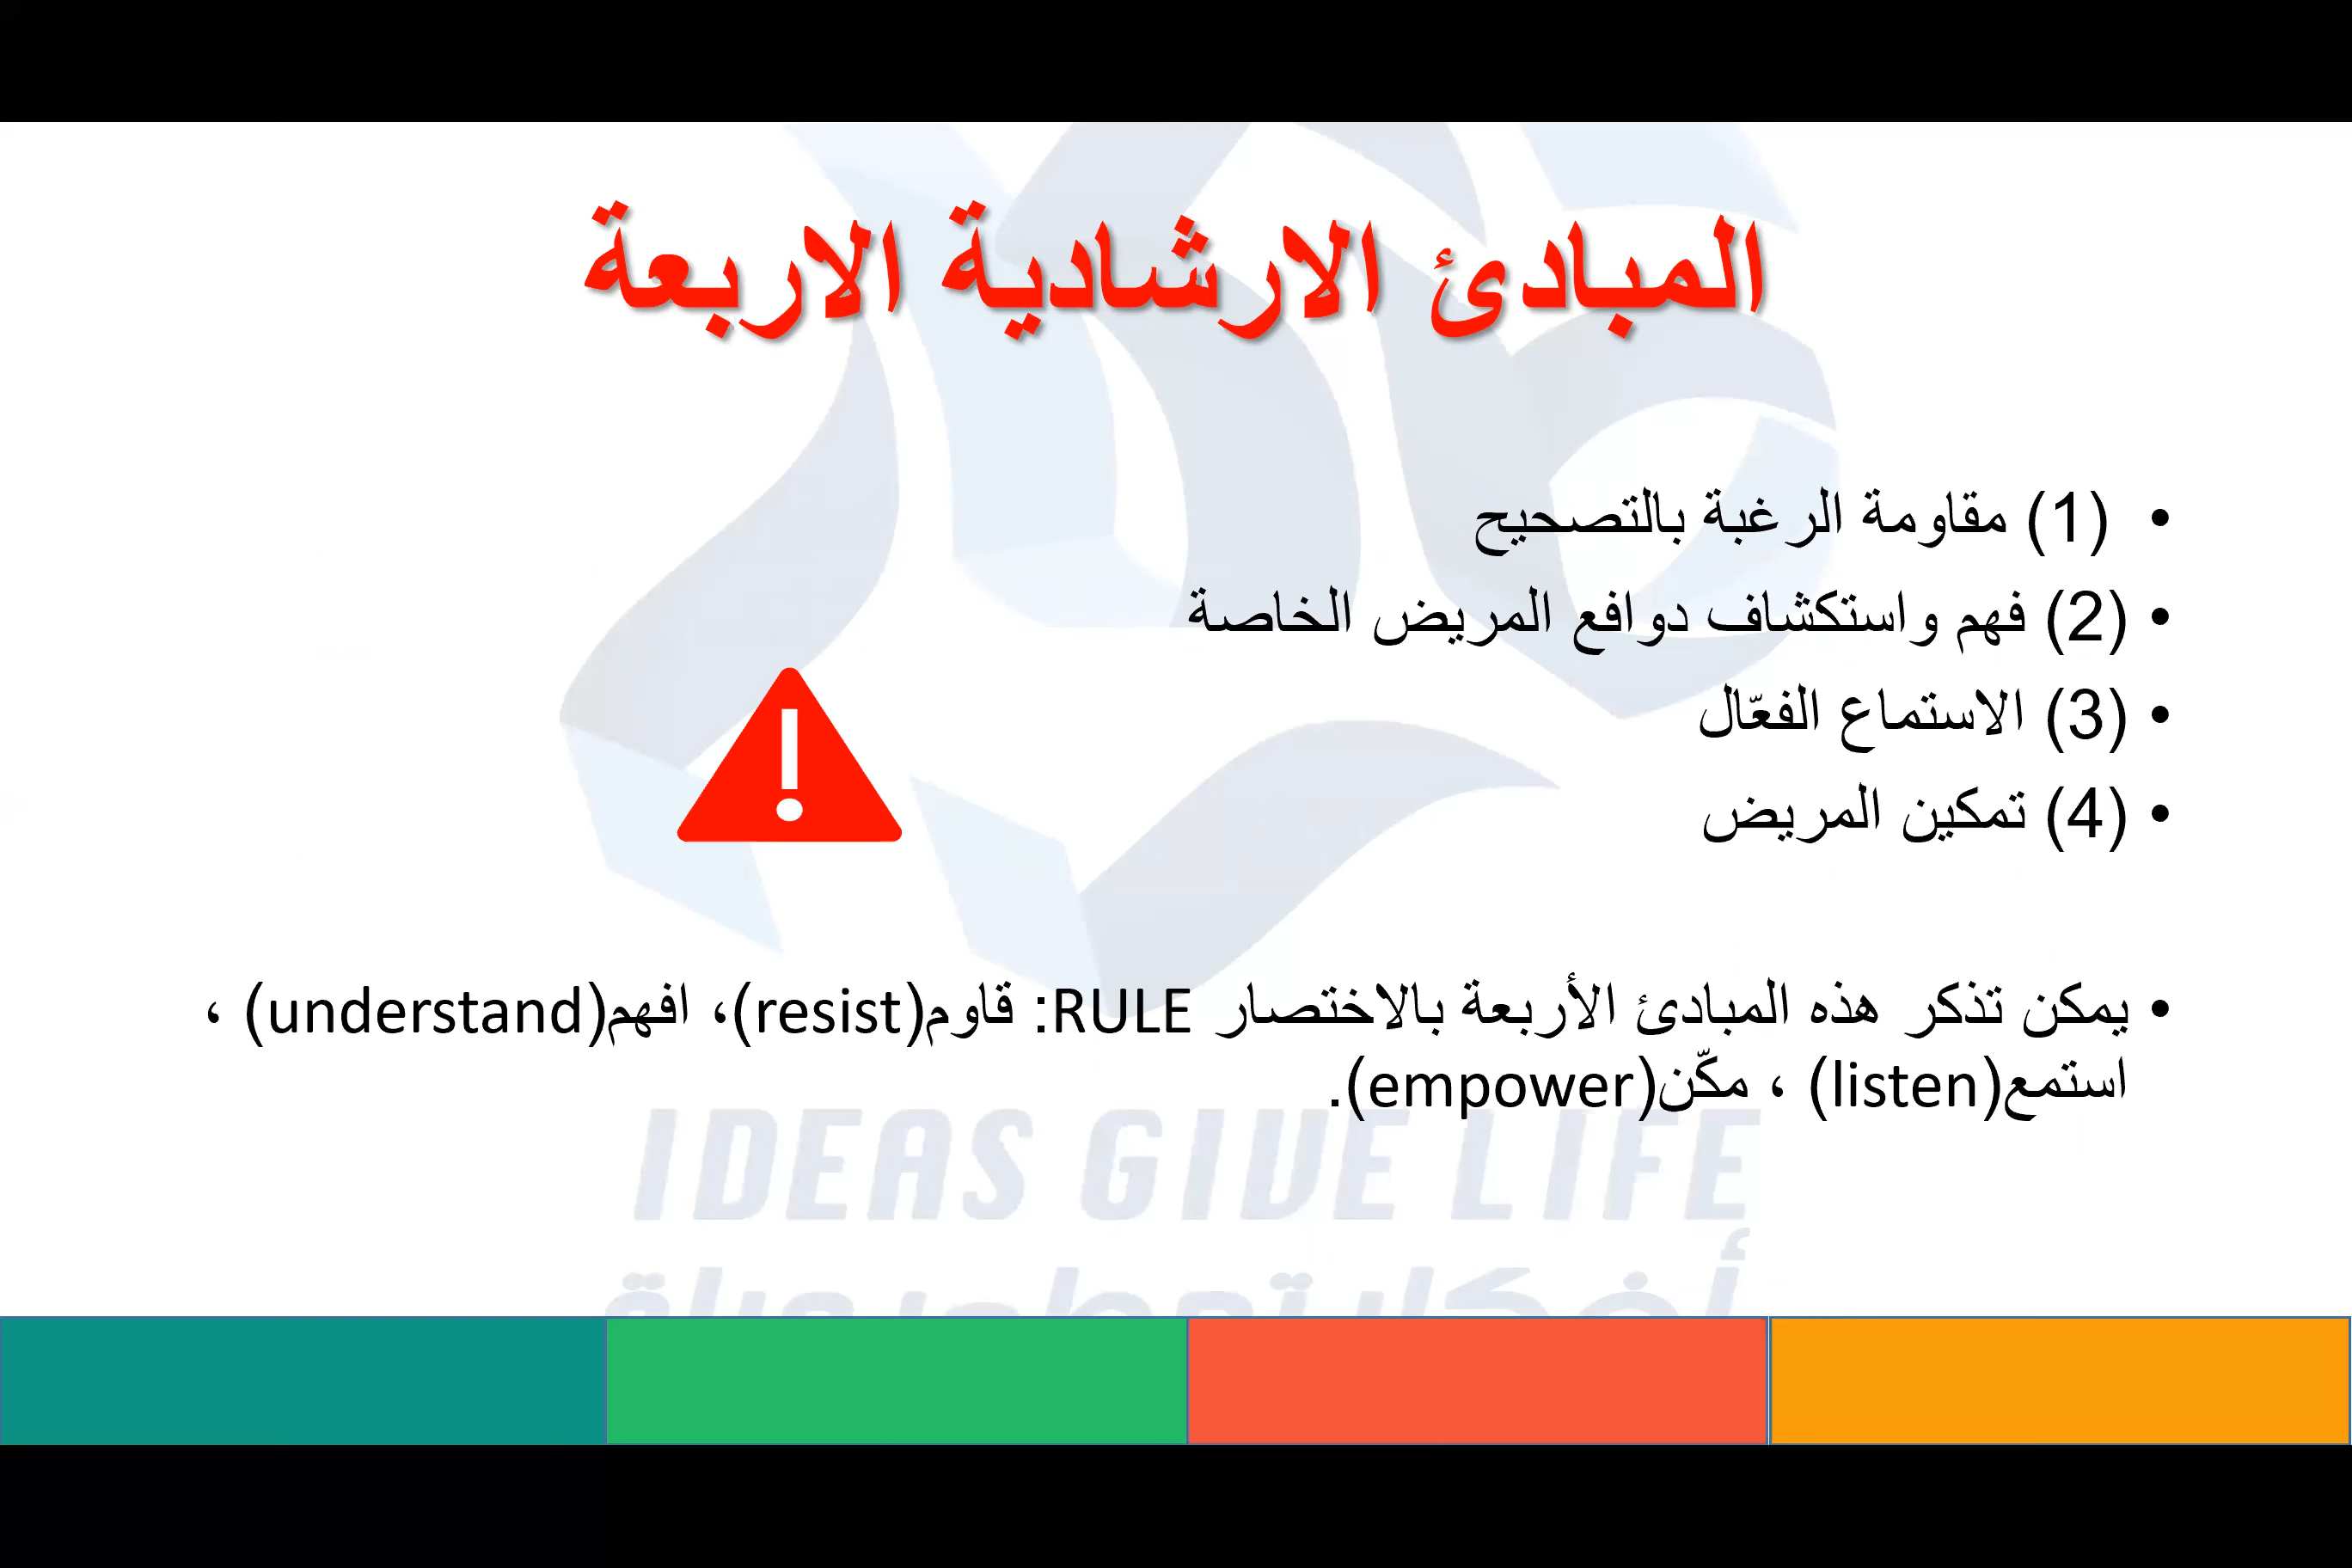 المبادئ الارشادية الاربعة
• (1) مقاومة الرغبة بالتصحيح
• (2) فهم واستكشاف دوافع المريض الخاصة
• (3) الاستماع الفعّال
• (4) تمكين المريض
• يمكن تذكر هذه المبادئ الأربعة بالاختصار RULE: قاوم(resist)، افهم(understand) ،
استمع(listen) ، مكّن(empower).
IDEAS GIVE LIFE